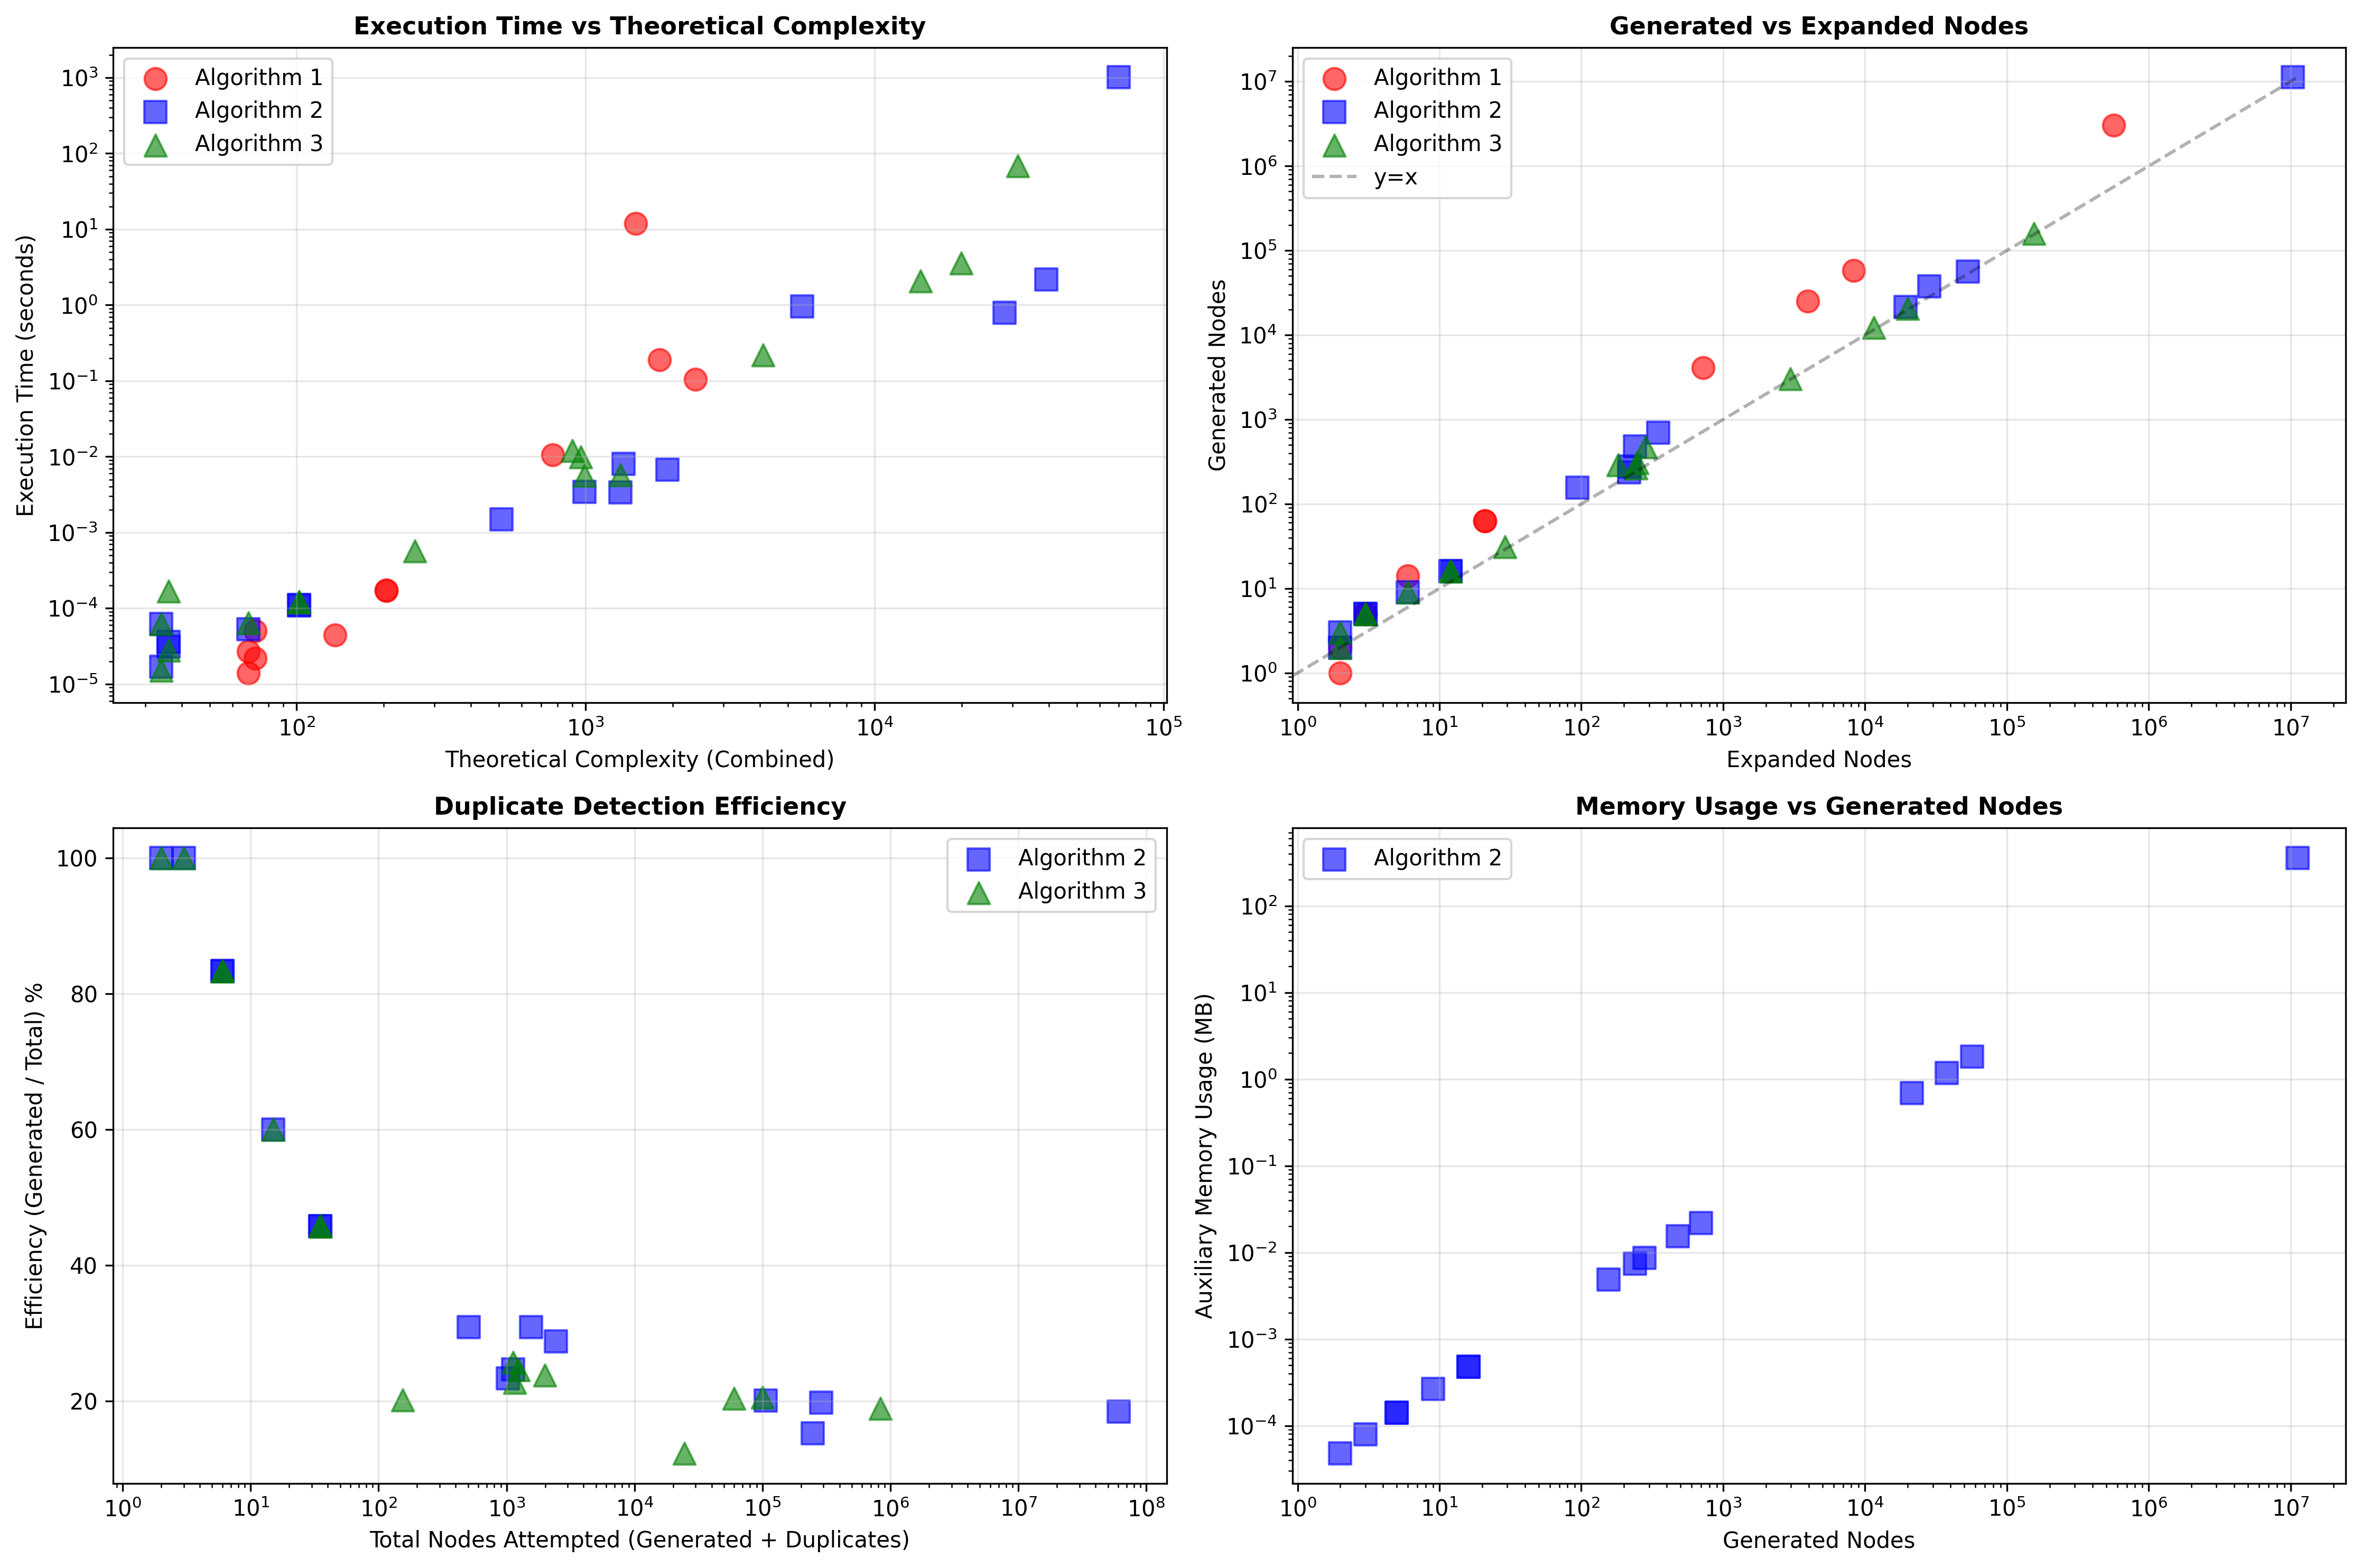 Execution Time vs Theoretical Complexity
Algorithm 1
Algorithm 2
Algorithm 3
Execution Time (seconds)
10³
10²
10¹
10⁰
10⁻¹
10⁻²
10⁻³
10⁻⁴
10⁻⁵
10² 10³ 10⁴ 10⁵
Theoretical Complexity (Combined)
Generated vs Expanded Nodes
Algorithm 1
Algorithm 2
Algorithm 3
y=x
Generated Nodes
10⁷
10⁶
10⁵
10⁴
10³
10²
10¹
10⁰
10⁰ 10¹ 10² 10³ 10⁴ 10⁵ 10⁶ 10⁷
Expanded Nodes
Duplicate Detection Efficiency
Algorithm 2
Algorithm 3
Efficiency (Generated / Total) %
100
80
60
40
20
10⁰ 10¹ 10² 10³ 10⁴ 10⁵ 10⁶ 10⁷ 10⁸
Total Nodes Attempted (Generated + Duplicates)
Memory Usage vs Generated Nodes
Algorithm 2
Auxiliary Memory Usage (MB)
10²
10¹
10⁰
10⁻¹
10⁻²
10⁻³
10⁻⁴
10⁰ 10¹ 10² 10³ 10⁴ 10⁵ 10⁶ 10⁷
Generated Nodes